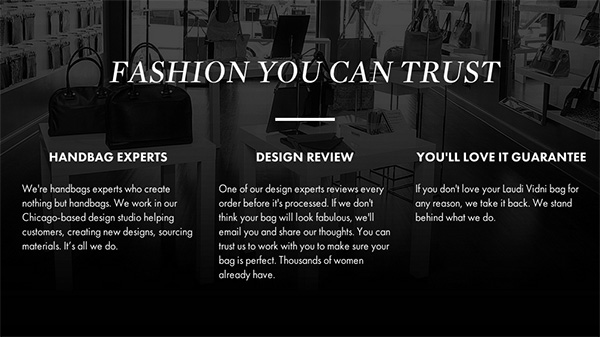 FASHION YOU CAN TRUST
HANDBAG EXPERTS
We're handbags experts who create
nothing but handbags. We work in our
Chicago-based design studio helping
customers, creating new designs, sourcing
materials. It's all we do.
DESIGN REVIEW
One of our design experts reviews every
order before it's processed. If we don't
think your bag will look fabulous, we'll
email you and share our thoughts. You can
trust us to work with you to make sure your
bag is perfect. Thousands of women
already have.
YOU'LL LOVE IT GUARANTEE
If you don't love your Laudi Vidni bag for
any reason, we take it back. We stand
behind what we do.